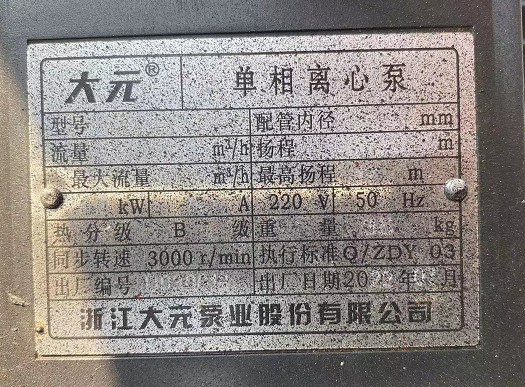 大元® 单相离心泵
型号 配管内径 mm
流量 m³/h 扬程 m
最大流量 m³/h 最高扬程 m
kW A 220 V 50 Hz
热分级 B 级 重量 kg
同步转速 3000 r/min 执行标准 Q/ZDY 03
出厂编号 出厂日期 20 年 月
浙江大元泵业股份有限公司